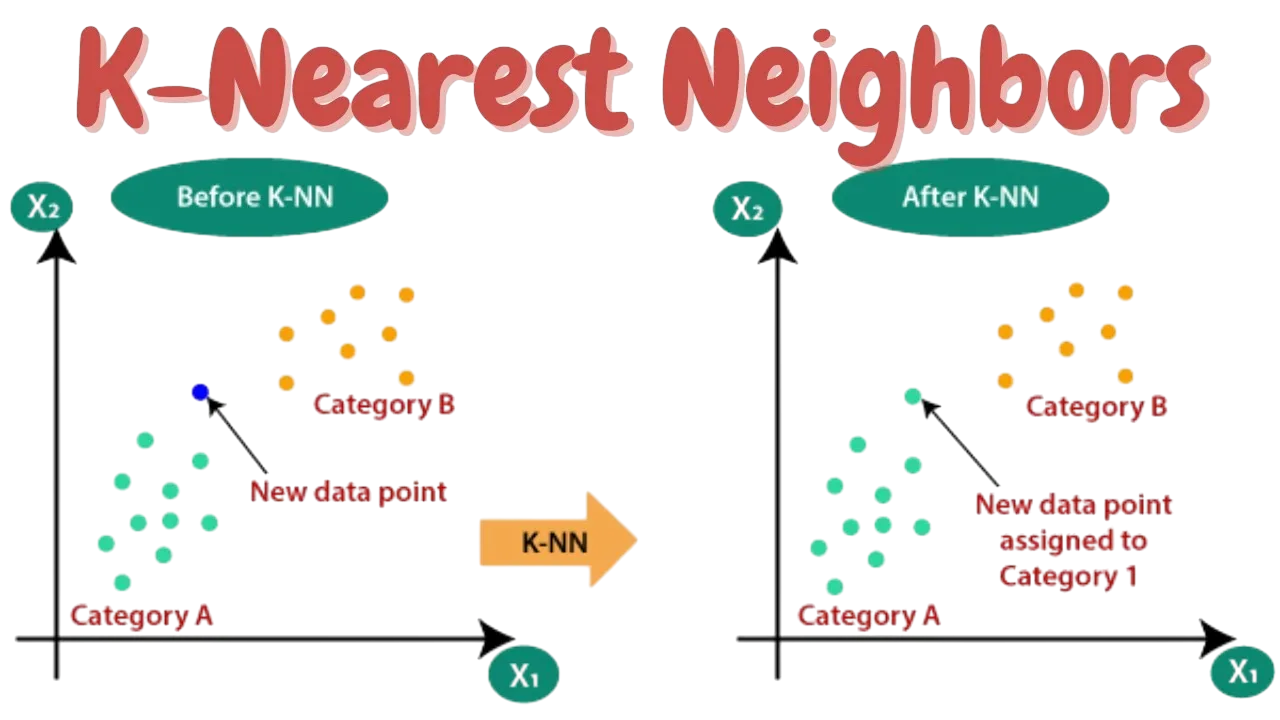 K-Nearest Neighbors
Before K-NN
X₂
Category B
New data point
K-NN
Category A
X₁
After K-NN
X₂
Category B
New data point
assigned to
Category 1
Category A
X₁